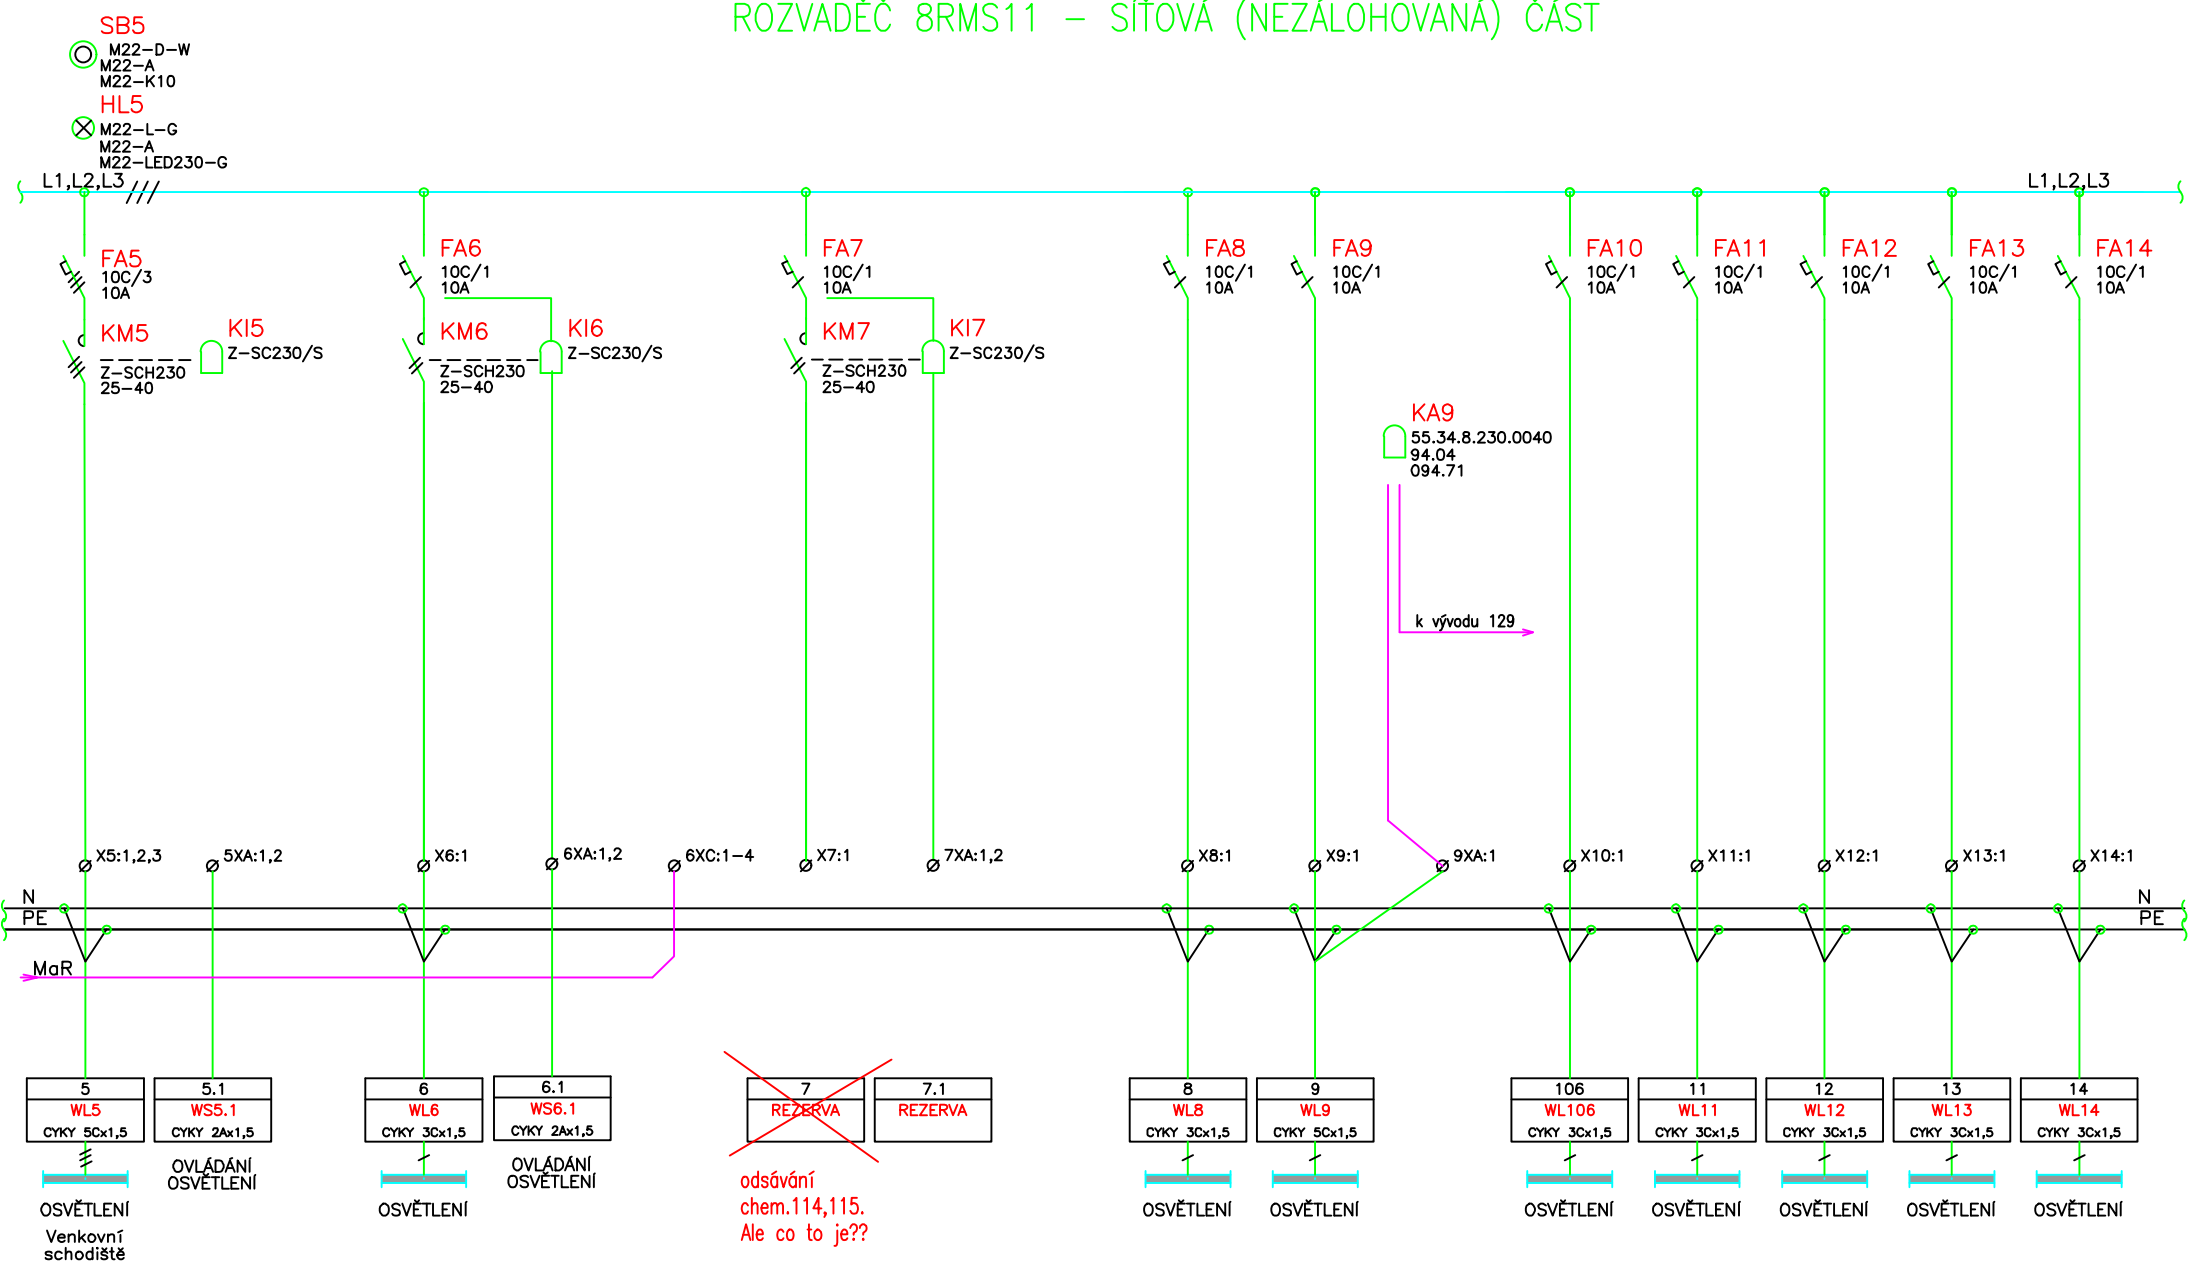 ROZVADĚČ 8RMS11 – SÍŤOVÁ (NEZÁLOHOVANÁ) ČÁST
SB5
M22-D-W
M22-A
M22-K10
HL5
M22-L-G
M22-A
M22-LED230-G
L1,L2,L3
L1,L2,L3
FA5
10C/3
10A
FA6
10C/1
10A
FA7
10C/1
10A
FA8
10C/1
10A
FA9
10C/1
10A
FA10
10C/1
10A
FA11
10C/1
10A
FA12
10C/1
10A
FA13
10C/1
10A
FA14
10C/1
10A
KM5
Z-SCH230
25-40
KI5
Z-SC230/S
KM6
Z-SCH230
25-40
KI6
Z-SC230/S
KM7
Z-SCH230
25-40
KI7
Z-SC230/S
KA9
55.34.8.230.0040
94.04
094.71
k vývodu 129
X5:1,2,3
5XA:1,2
X6:1
6XA:1,2
6XC:1-4
X7:1
7XA:1,2
X8:1
X9:1
9XA:1
X10:1
X11:1
X12:1
X13:1
X14:1
N
PE
N
PE
MaR
5
WL5
CYKY 5Cx1,5
OSVĚTLENÍ
Venkovní
schodiště
5.1
WS5.1
CYKY 2Ax1,5
OVLÁDÁNÍ
OSVĚTLENÍ
6
WL6
CYKY 3Cx1,5
OSVĚTLENÍ
6.1
WS6.1
CYKY 2Ax1,5
OVLÁDÁNÍ
OSVĚTLENÍ
7
REZERVA
odsávání
chem.114,115.
Ale co to je??
7.1
REZERVA
8
WL8
CYKY 3Cx1,5
OSVĚTLENÍ
9
WL9
CYKY 5Cx1,5
OSVĚTLENÍ
106
WL106
CYKY 3Cx1,5
OSVĚTLENÍ
11
WL11
CYKY 3Cx1,5
OSVĚTLENÍ
12
WL12
CYKY 3Cx1,5
OSVĚTLENÍ
13
WL13
CYKY 3Cx1,5
OSVĚTLENÍ
14
WL14
CYKY 3Cx1,5
OSVĚTLENÍ